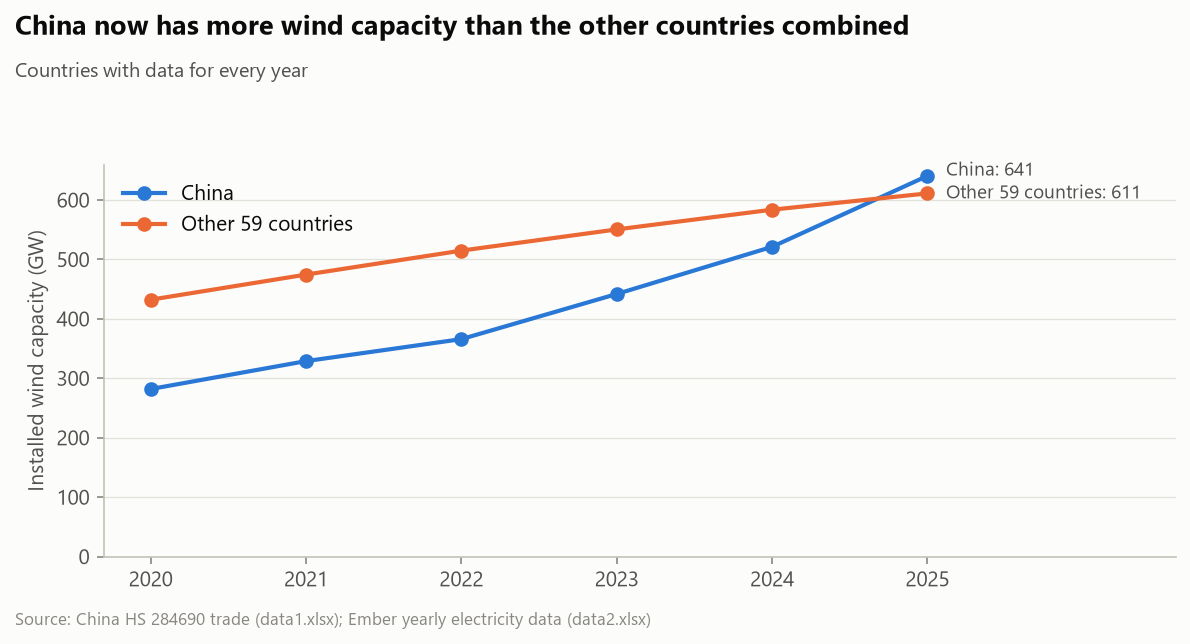 China now has more wind capacity than the other countries combined
Countries with data for every year
Installed wind capacity (GW)
600
500
400
300
200
100
0
China
Other 59 countries
China: 641
Other 59 countries: 611
2020
2021
2022
2023
2024
2025
Source: China HS 284690 trade (data1.xlsx); Ember yearly electricity data (data2.xlsx)